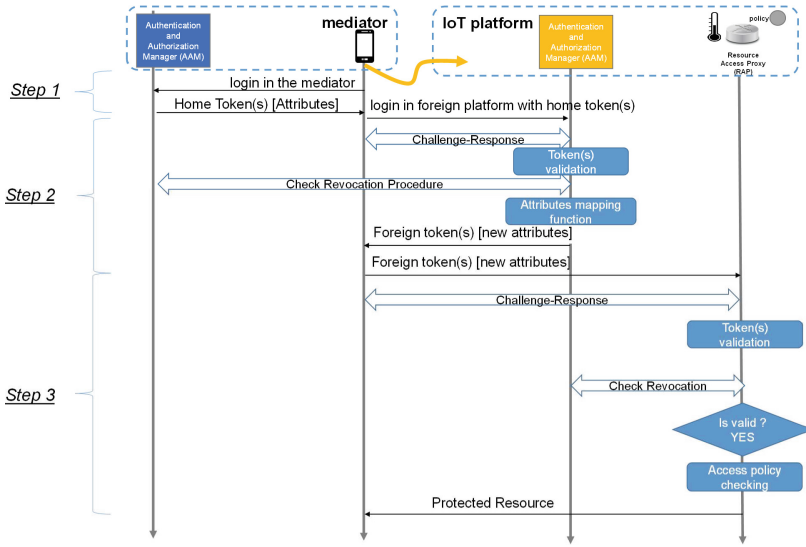 mediator
IoT platform
policy
Authentication
and
Authorization
Manager (AAM)
Authentication
and
Authorization
Manager (AAM)
Resource
Access Proxy
(RAP)
Step 1
login in the mediator
Home Token(s) [Attributes]
login in foreign platform with home token(s)
Challenge-Response
Token(s)
validation
Step 2
Check Revocation Procedure
Attributes mapping
function
Foreign token(s) [new attributes]
Foreign token(s) [new attributes]
Challenge-Response
Token(s)
validation
Step 3
Check Revocation
Is valid ?
YES
Access policy
checking
Protected Resource